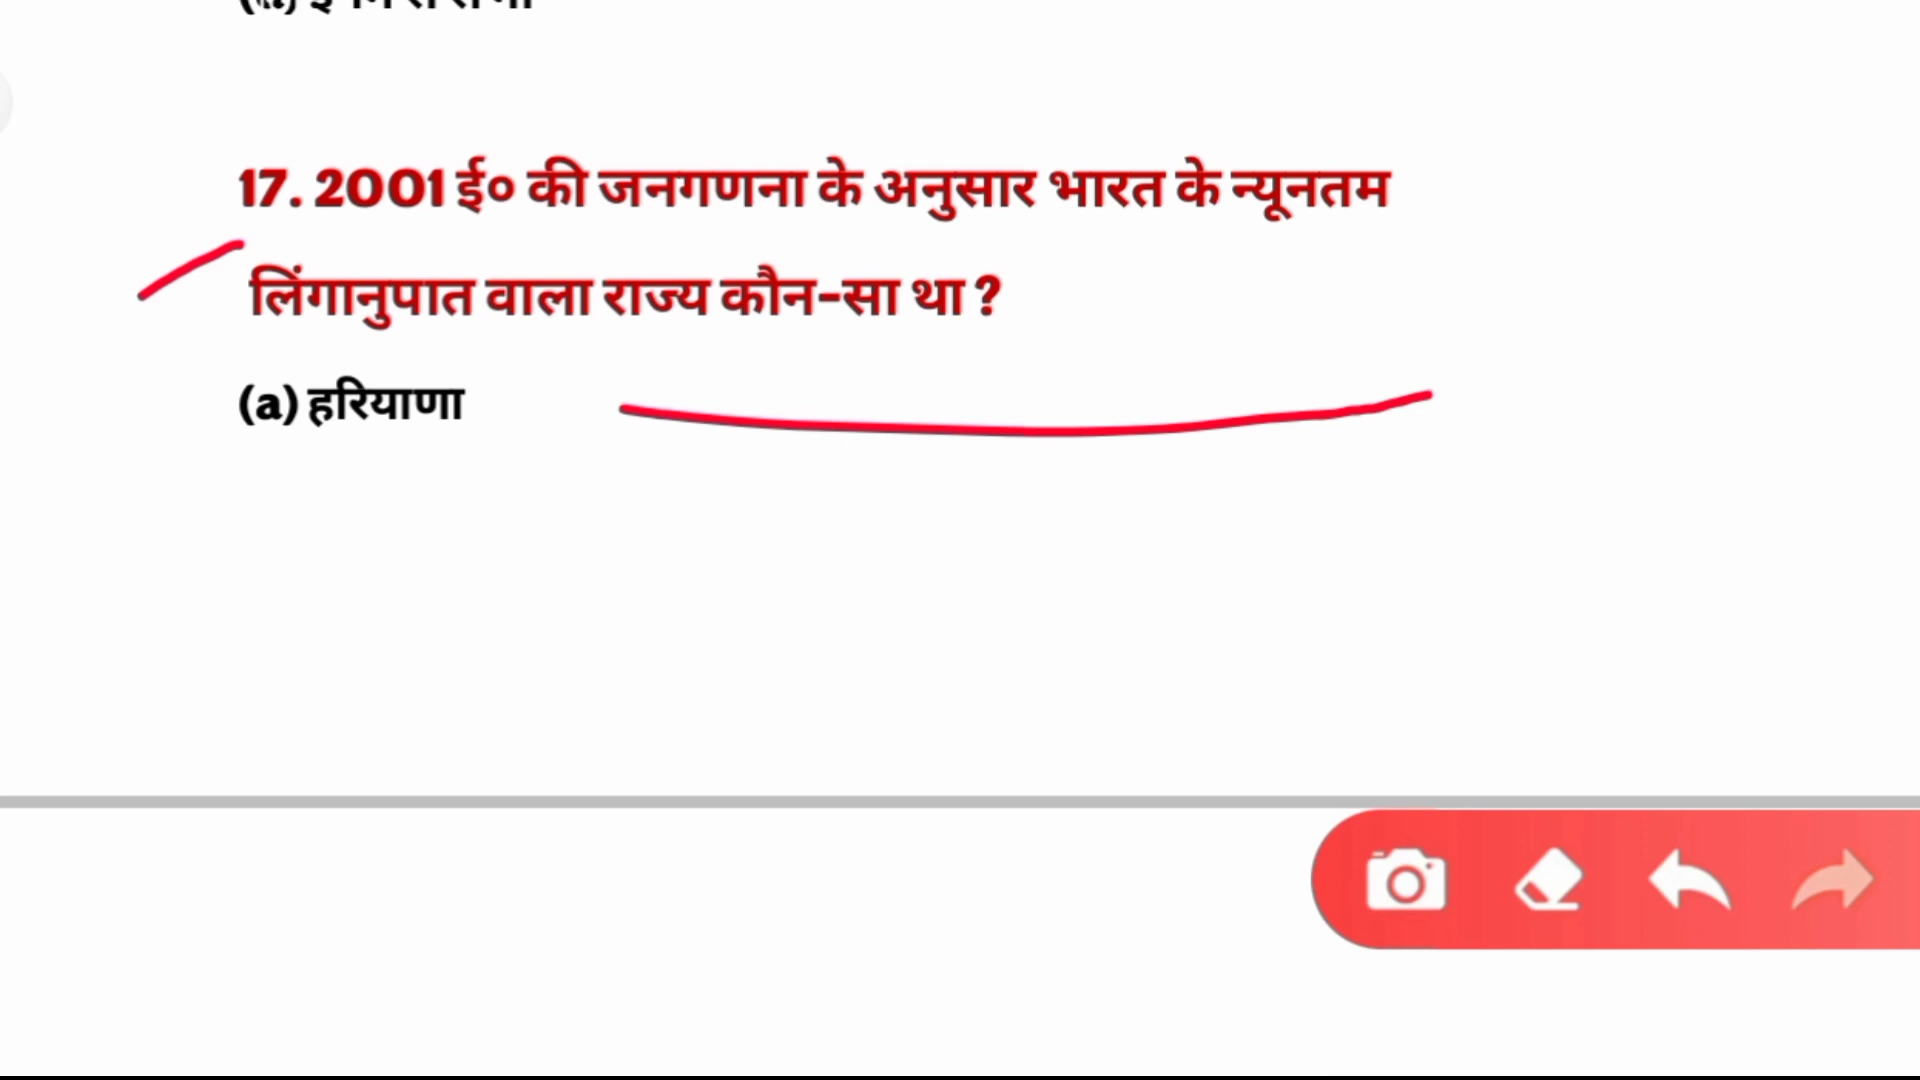 17. 2001 ई० की जनगणना के अनुसार भारत के न्यूनतम
लिंगानुपात वाला राज्य कौन-सा था ?
(a) हरियाणा